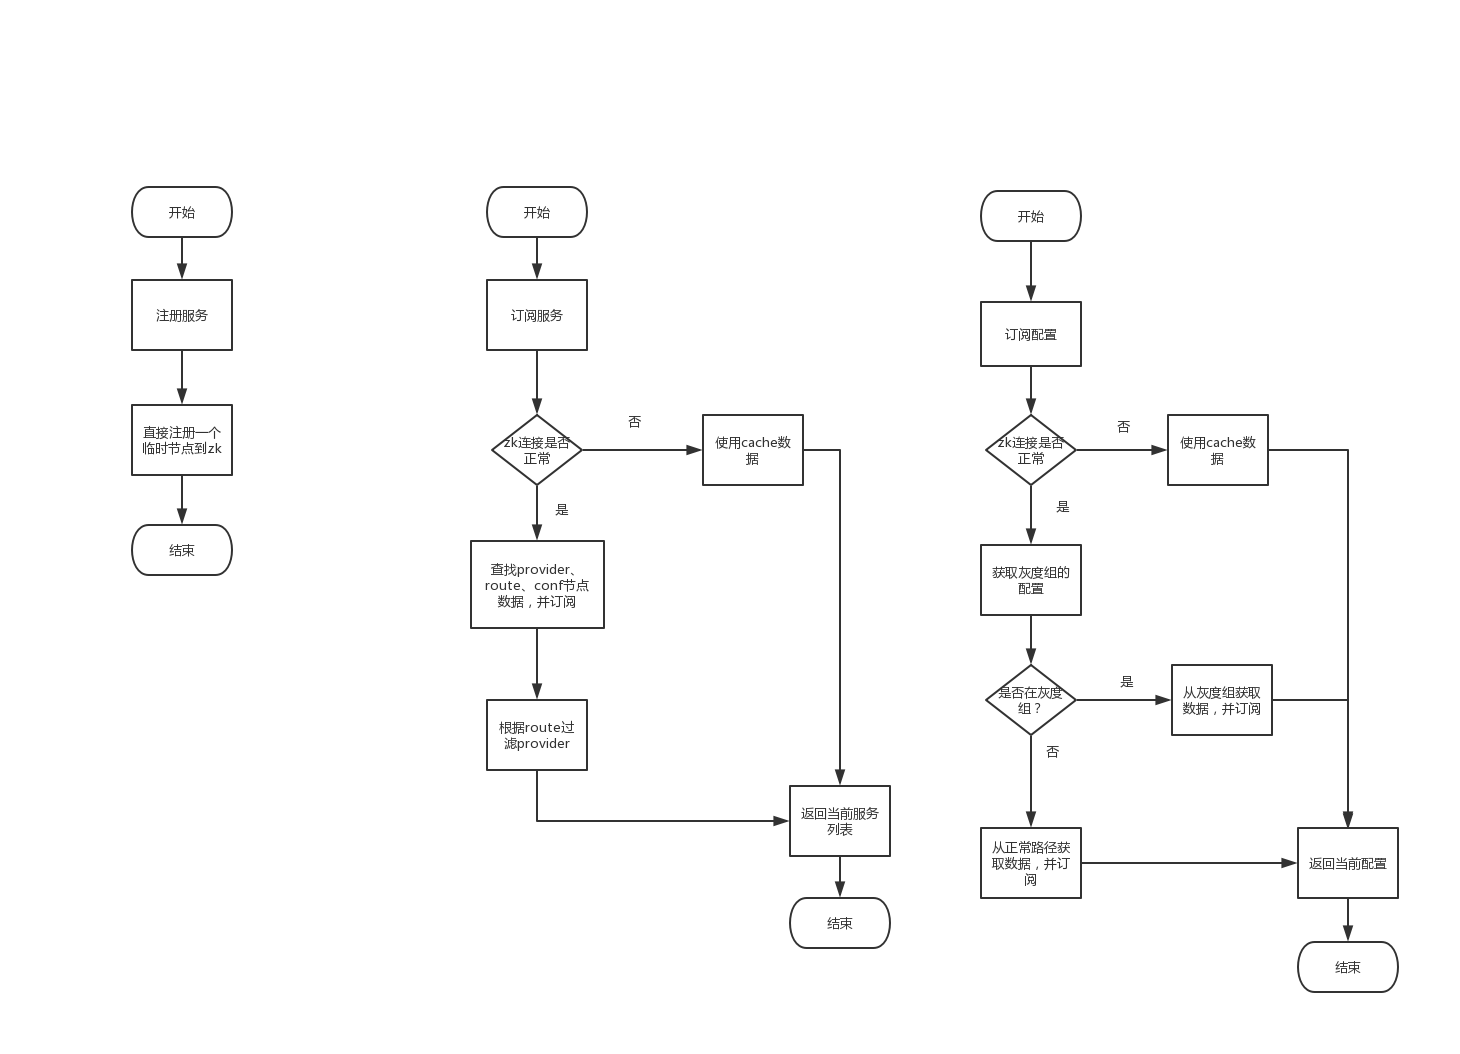 开始
注册服务
直接注册一个
临时节点到zk
结束
开始
订阅服务
zk连接是否
正常
否
使用cache数
据
是
查找provider、
route、conf节点
数据，并订阅
根据route过
滤provider
返回当前服务
列表
结束
开始
订阅配置
zk连接是否
正常
否
使用cache数
据
是
获取灰度组的
配置
是否在灰度
组？
是
从灰度组获取
数据，并订阅
否
从正常路径获
取数据，并订
阅
返回当前配置
结束